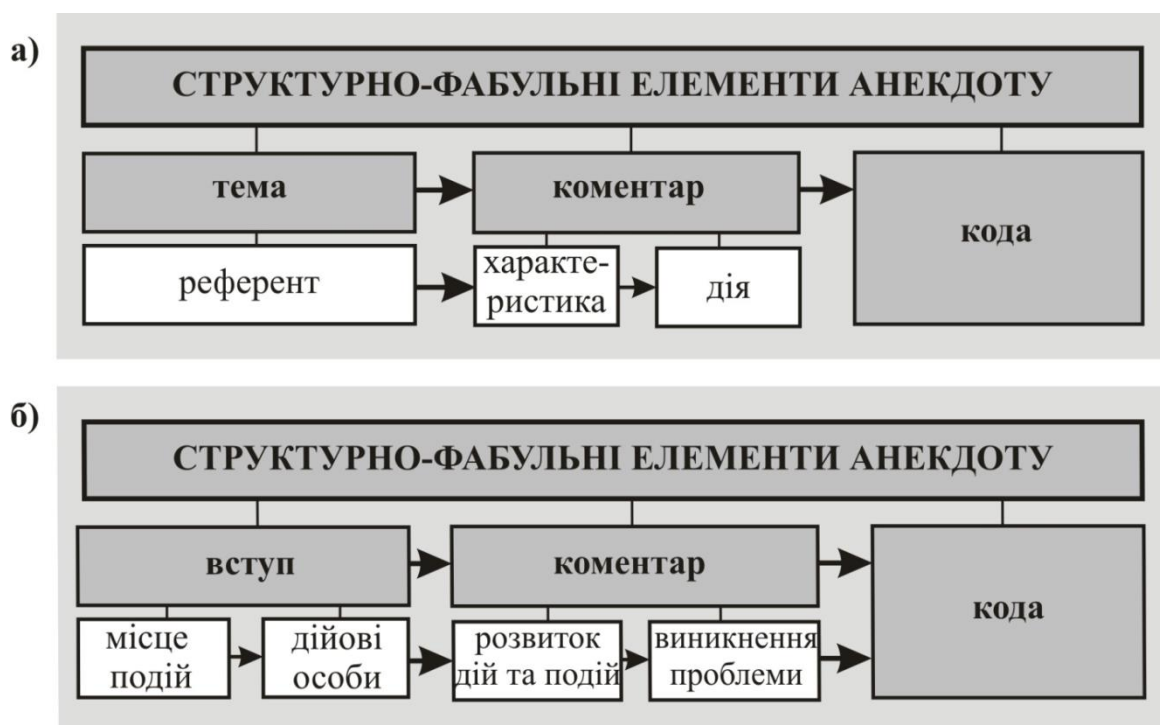 а)
СТРУКТУРНО-ФАБУЛЬНІ ЕЛЕМЕНТИ АНЕКДОТУ
тема
коментар
кода
референт
характе-
ристика
дія
б)
СТРУКТУРНО-ФАБУЛЬНІ ЕЛЕМЕНТИ АНЕКДОТУ
вступ
коментар
кода
місце
подій
дійові
особи
розвиток
дій та подій
виникнення
проблеми